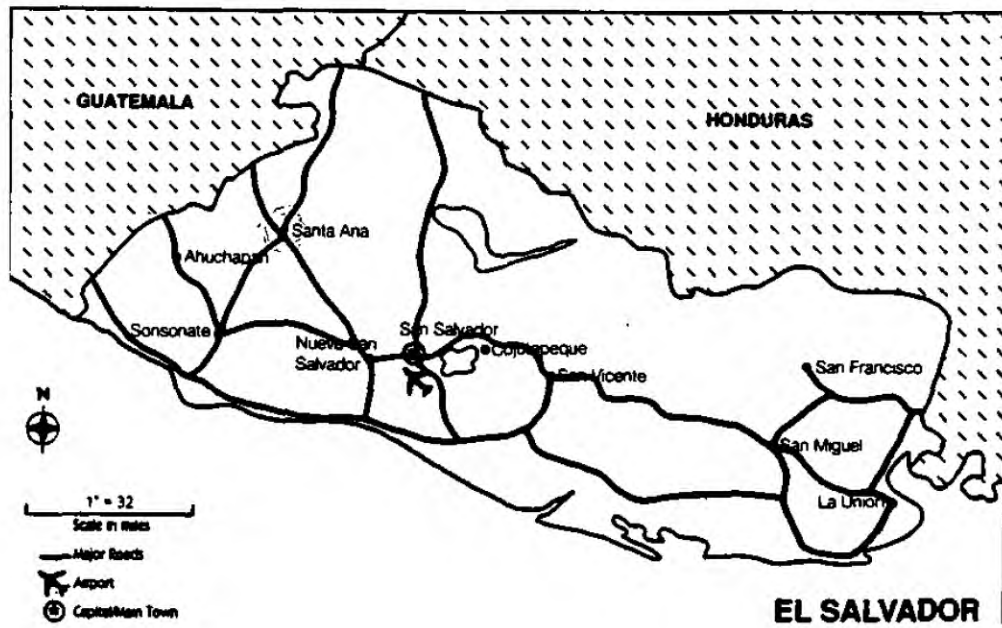 GUATEMALA
HONDURAS
Santa Ana
Ahuchapan
Sonsonate
San Salvador
Nueva San
Salvador
Cojutepeque
San Vicente
San Francisco
San Miguel
La Union
N
1" = 32
Scale in miles
Major Roads
Airport
Capital/Main Town
EL SALVADOR